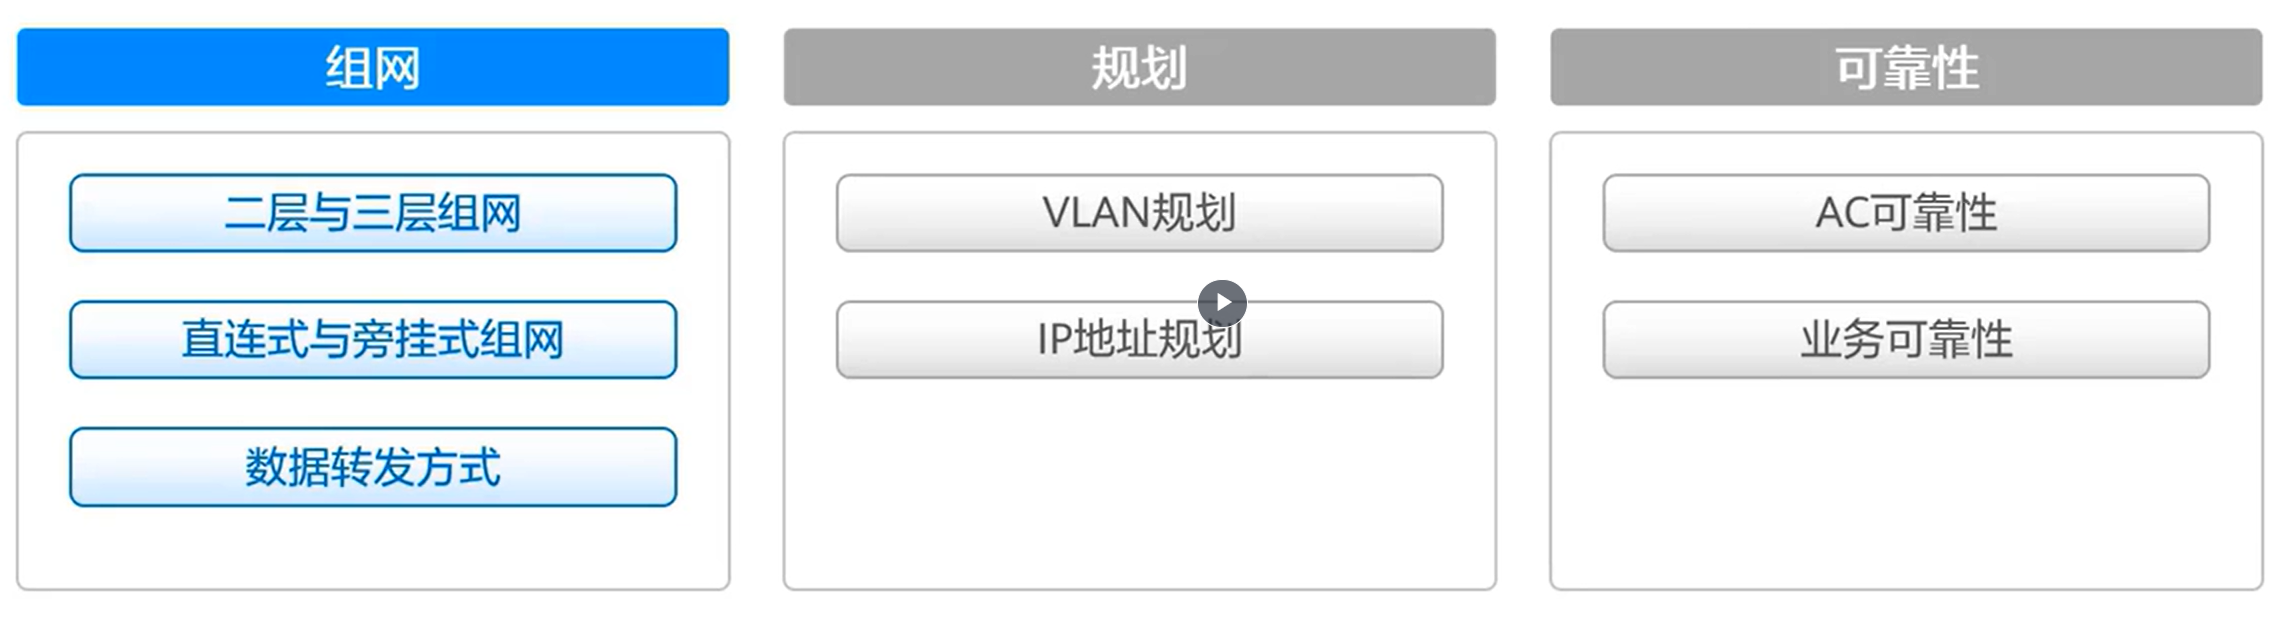 组网
二层与三层组网
直连式与旁挂式组网
数据转发方式
规划
VLAN规划
IP地址规划
可靠性
AC可靠性
业务可靠性